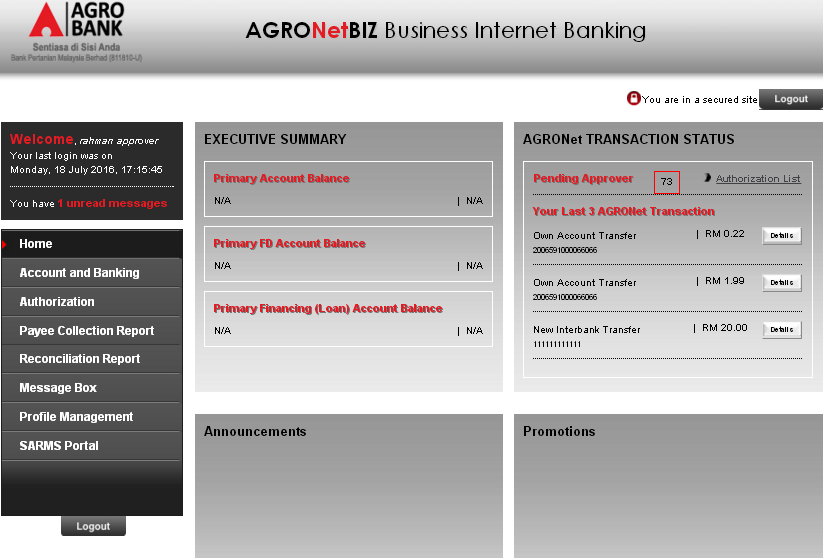 AGRO
BANK
Sentiasa di Sisi Anda
Bank Pertanian Malaysia Berhad (811810-U)
AGRONetBIZ Business Internet Banking
You are in a secured site
Logout
Welcome, rahman approver
Your last login was on
Monday, 18 July 2016, 17:15:45
You have 1 unread messages
Home
Account and Banking
Authorization
Payee Collection Report
Reconciliation Report
Message Box
Profile Management
SARMS Portal
Logout
EXECUTIVE SUMMARY
Primary Account Balance
N/A | N/A
Primary FD Account Balance
N/A | N/A
Primary Financing (Loan) Account Balance
N/A | N/A
AGRONet TRANSACTION STATUS
Pending Approver 73 Authorization List
Your Last 3 AGRONet Transaction
Own Account Transfer | RM 0.22 Details
2006591000066066
Own Account Transfer | RM 1.99 Details
2006591000066066
New Interbank Transfer | RM 20.00 Details
111111111111
Announcements
Promotions